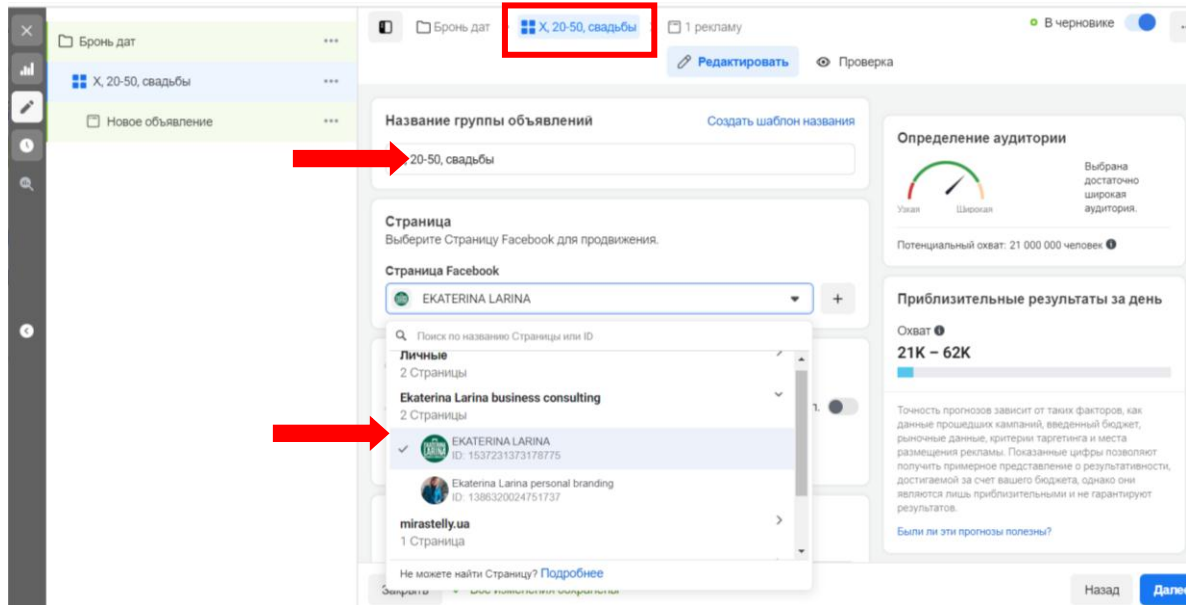 Бронь дат
Х, 20-50, свадьбы
Новое объявление
Бронь дат
Х, 20-50, свадьбы
1 рекламу
В черновике
Редактировать
Проверка
Название группы объявлений
Создать шаблон названия
20-50, свадьбы
Страница
Выберите Страницу Facebook для продвижения.
Страница Facebook
EKATERINA LARINA
Поиск по названию Страницы или ID
Личные
2 Страницы
Ekaterina Larina business consulting
2 Страницы
EKATERINA LARINA
ID: 1537231373178775
Ekaterina Larina personal branding
ID: 1386320024751737
mirastelly.ua
1 Страница
Не можете найти Страницу? Подробнее
Закрыть
Все изменения сохранены
Определение аудитории
Выбрана
достаточно
широкая
аудитория.
Узкая
Широкая
Потенциальный охват: 21 000 000 человек
Приблизительные результаты за день
Охват
21K – 62K
Точность прогнозов зависит от таких факторов, как
данные прошедших кампаний, введенный бюджет,
рыночные данные, критерии таргетинга и места
размещения рекламы. Показанные цифры позволяют
получить примерное представление о результативности,
достигаемой за счет вашего бюджета, однако они
являются лишь приблизительными и не гарантируют
результатов.
Были ли эти прогнозы полезны?
Назад